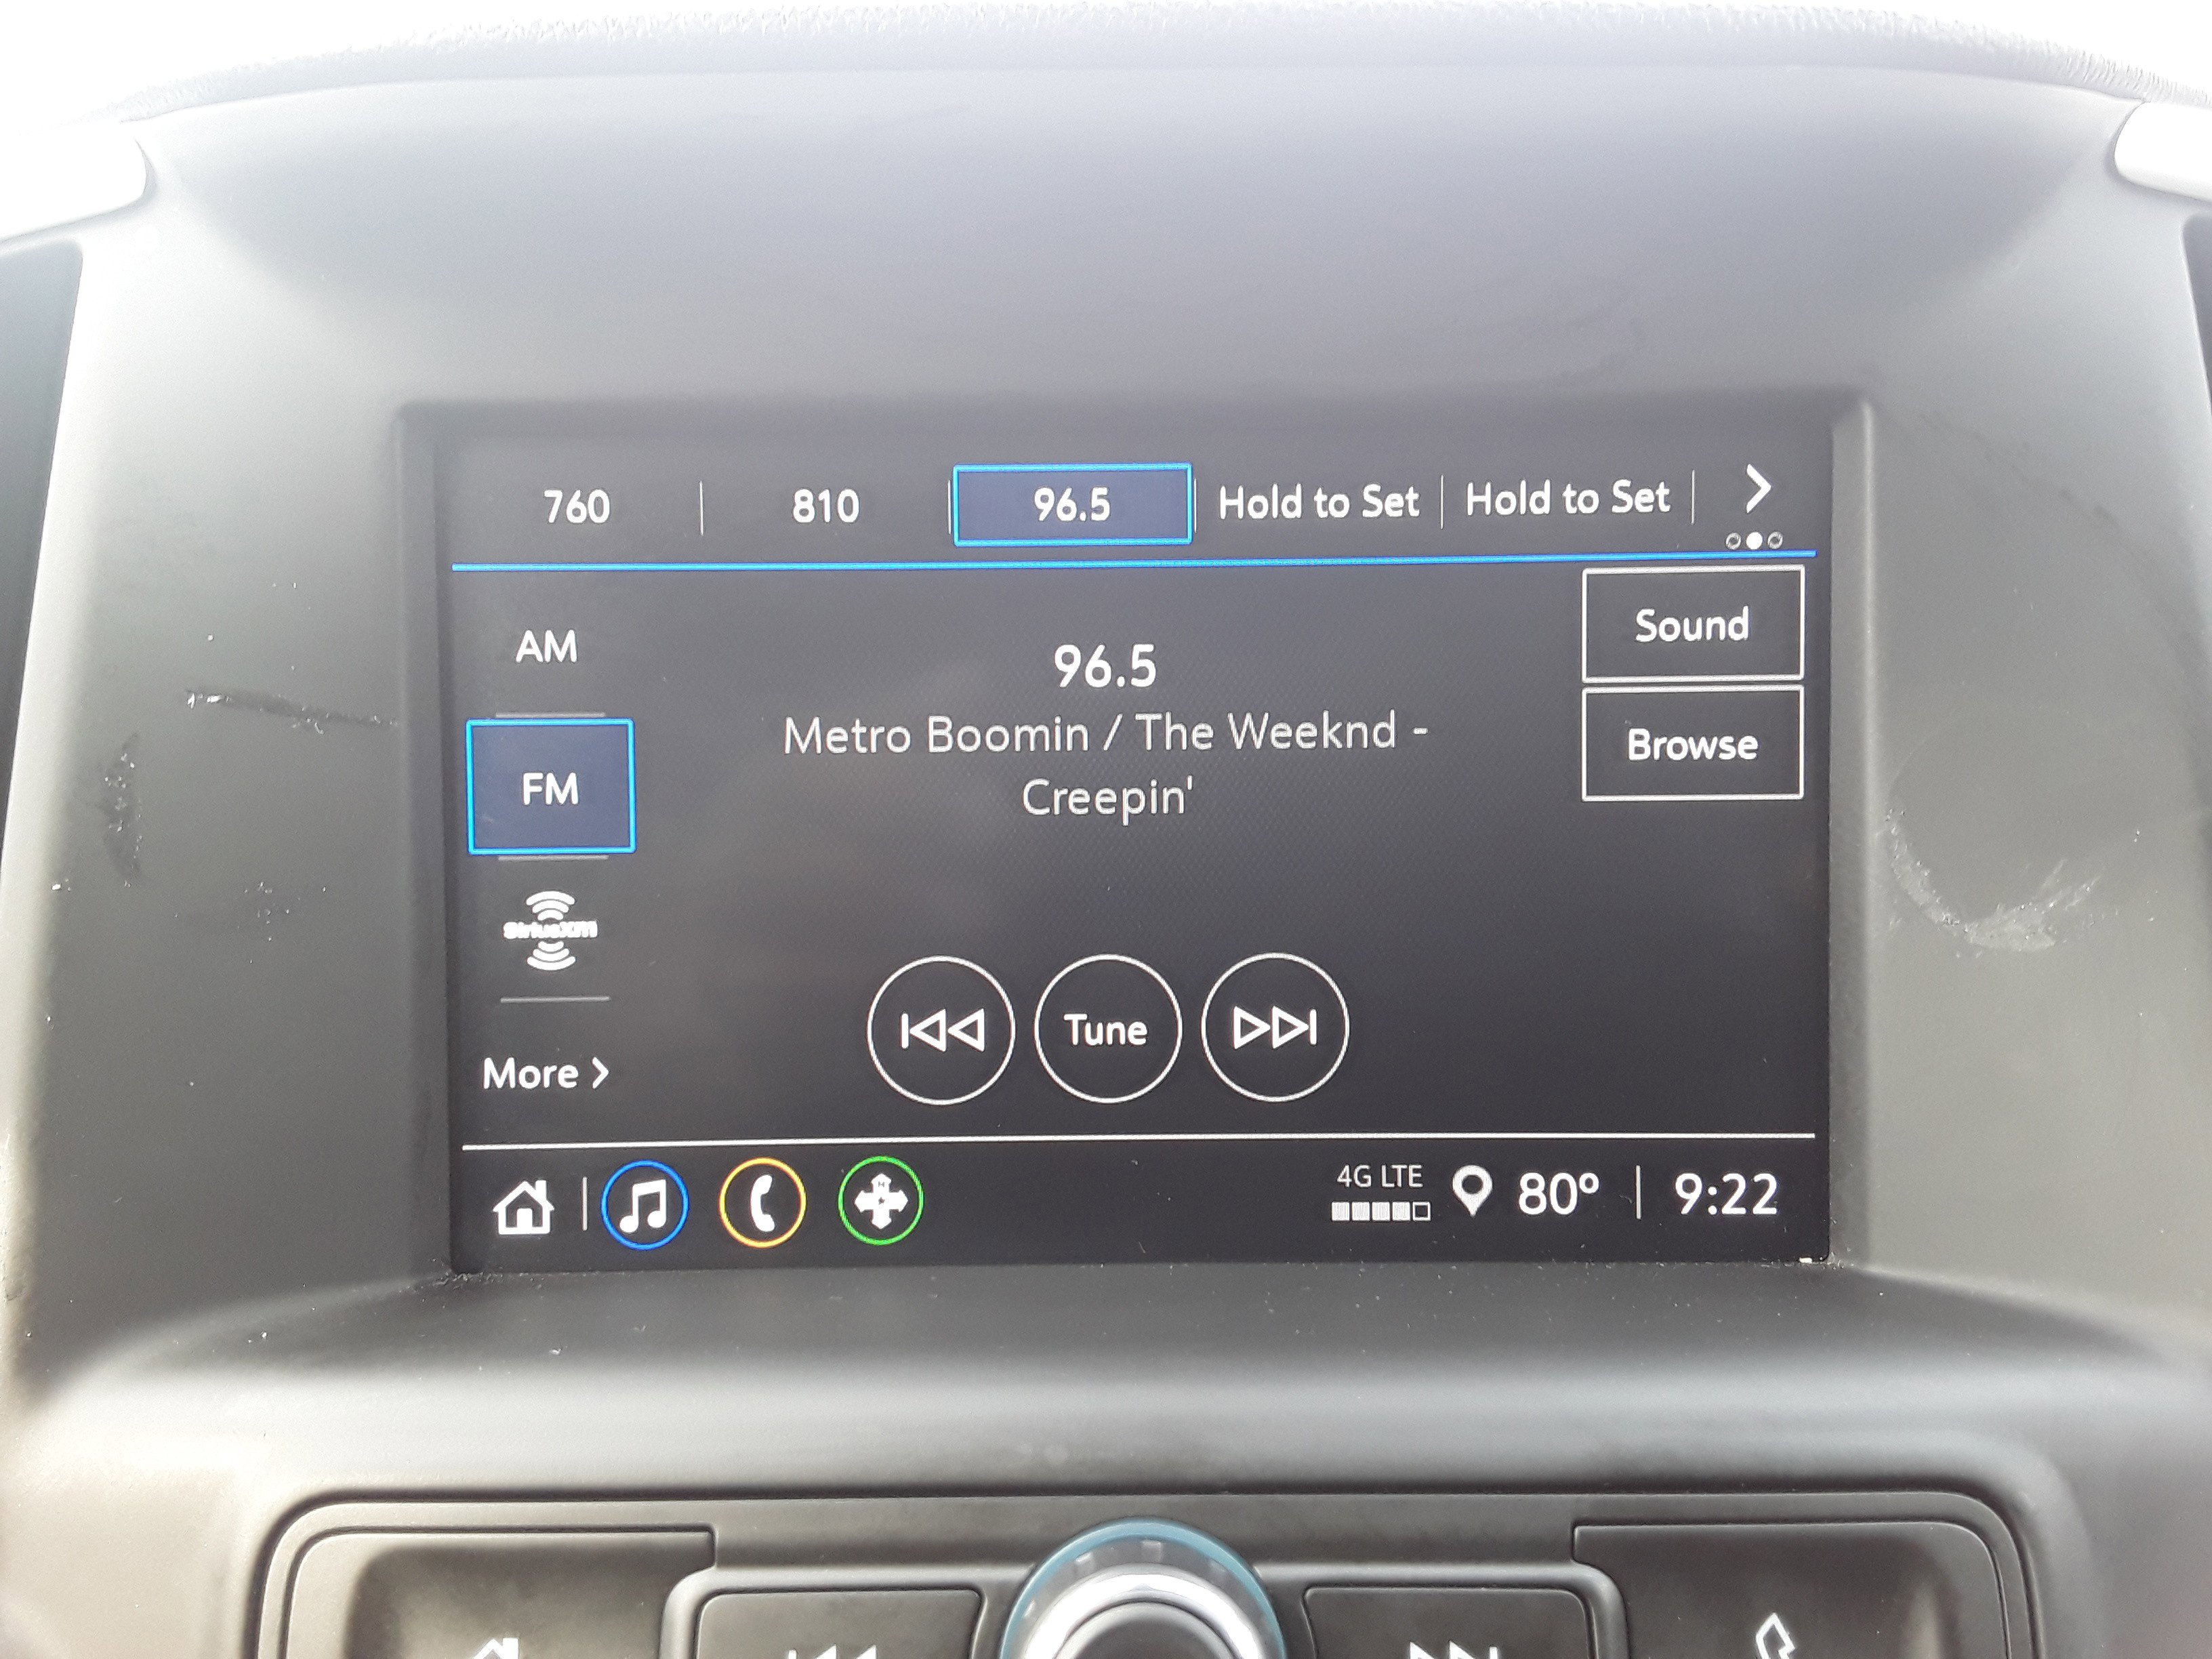 760 810 96.5 Hold to Set Hold to Set
AM
Sound
96.5
Metro Boomin / The Weeknd -
Creepin'
Browse
FM
SiriusXM
Tune
More
4G LTE
80° 9:22